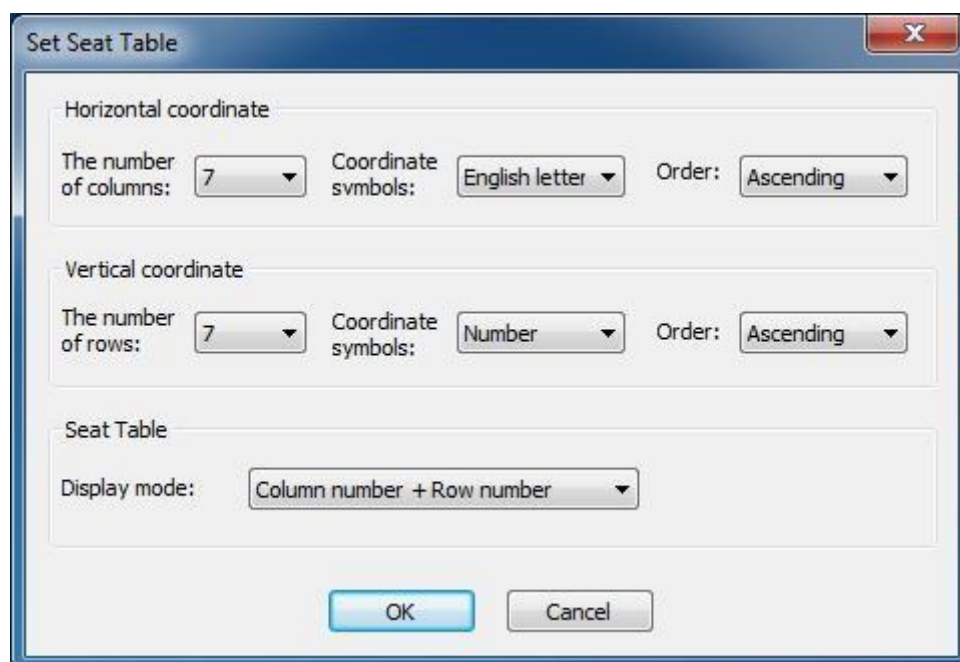 Set Seat Table
Horizontal coordinate
The number of columns: 7 Coordinate svmbols: English letter Order: Ascending
Vertical coordinate
The number of rows: 7 Coordinate symbols: Number Order: Ascending
Seat Table
Display mode: Column number + Row number
OK Cancel